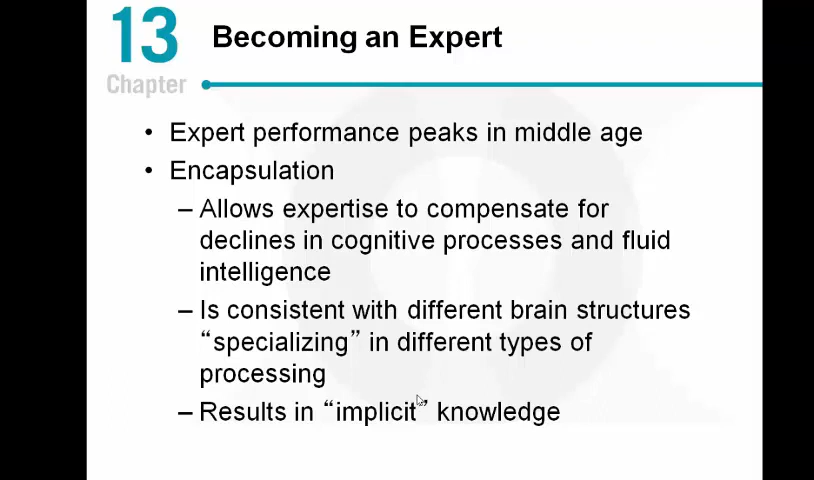 13
Chapter
Becoming an Expert
• Expert performance peaks in middle age
• Encapsulation
– Allows expertise to compensate for
declines in cognitive processes and fluid
intelligence
– Is consistent with different brain structures
“specializing” in different types of
processing
– Results in “implicit” knowledge